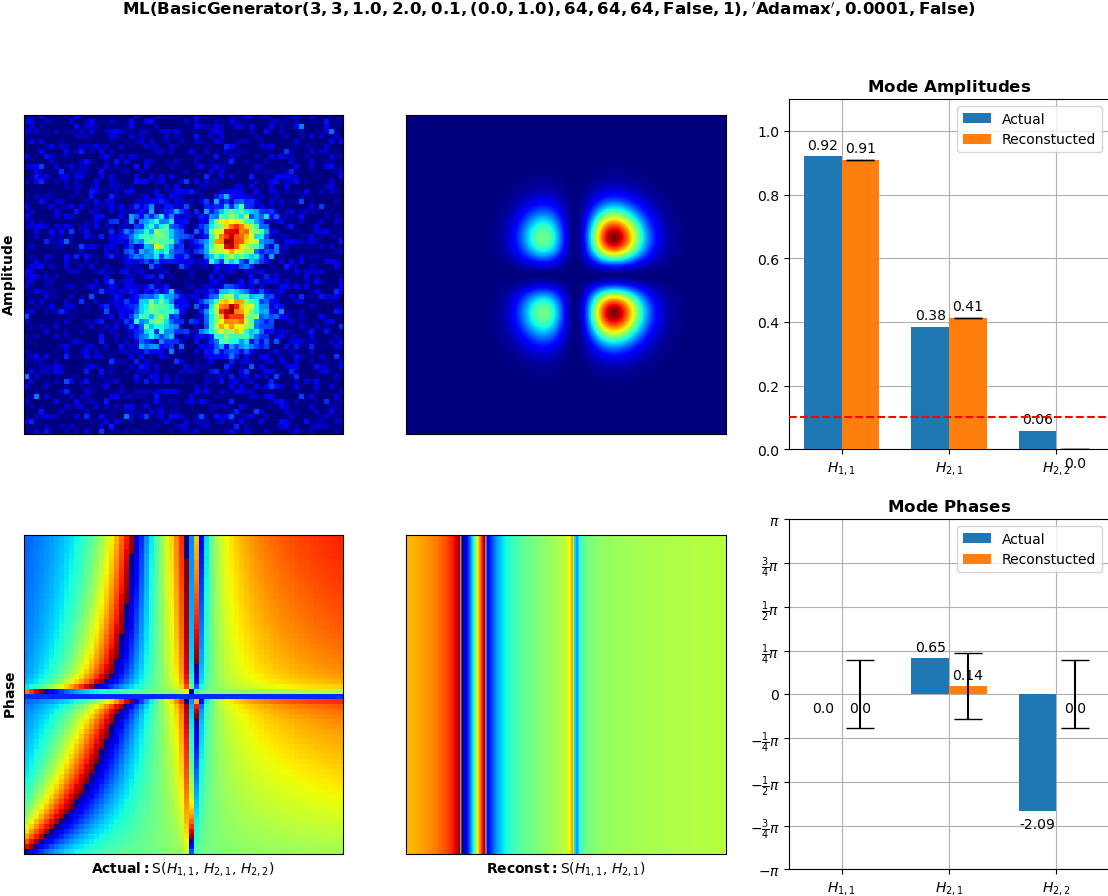 ML(BasicGenerator(3, 3, 1.0, 2.0, 0.1, (0.0, 1.0), 64, 64, 64, False, 1), ′Adamax′, 0.0001, False)
Amplitude
Mode Amplitudes
Actual
Reconstucted
1.0
0.8
0.6
0.4
0.2
0.0
0.92
0.91
0.38
0.41
0.06
0.0
H₁,₁
H₂,₁
H₂,₂
Phase
Actual: S(H₁,₁, H₂,₁, H₂,₂)
Reconst: S(H₁,₁, H₂,₁)
Mode Phases
Actual
Reconstucted
π
3/4π
1/2π
1/4π
0
−1/4π
−1/2π
−3/4π
−π
0.0
0.0
0.65
0.14
-2.09
0.0
H₁,₁
H₂,₁
H₂,₂